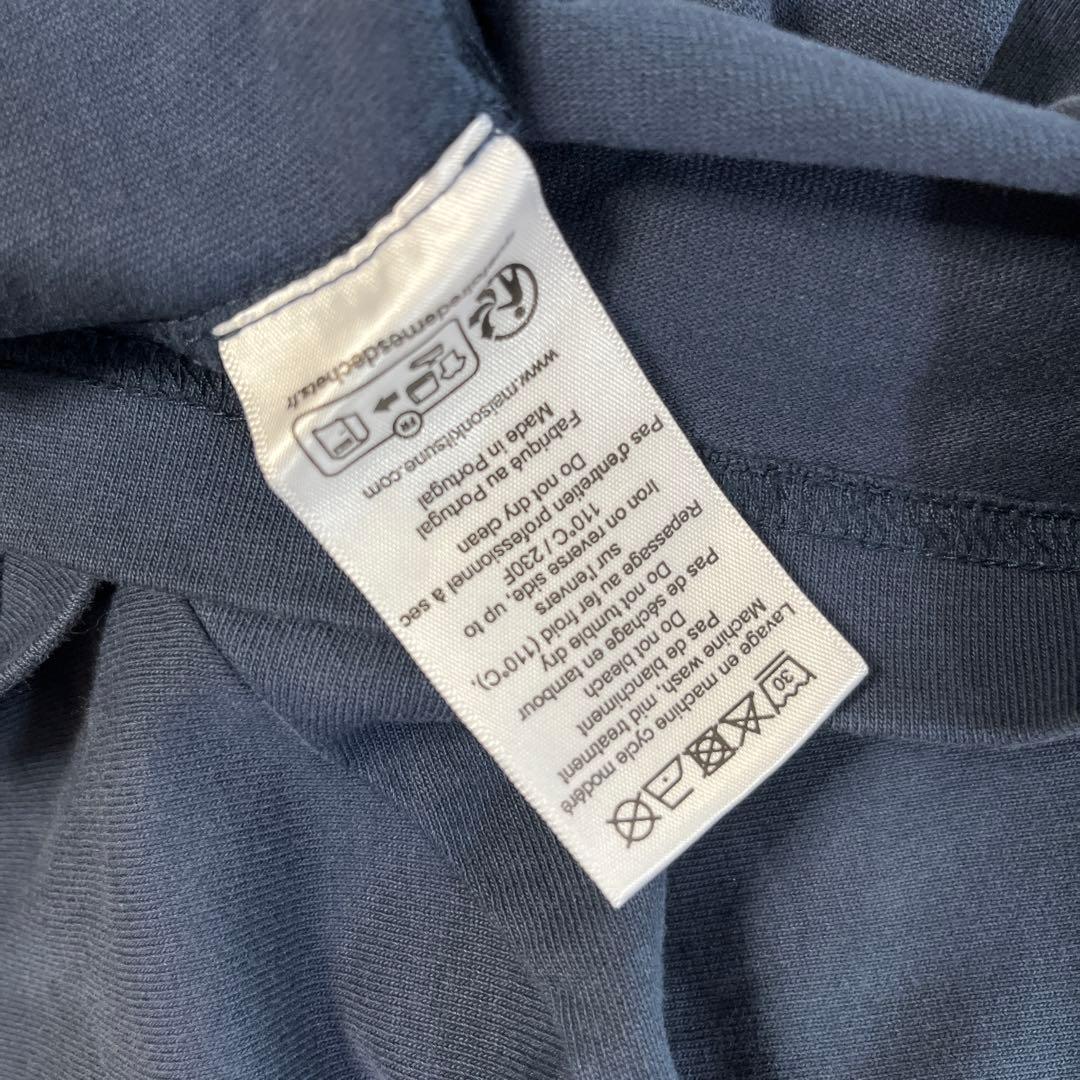 30
Lavage en machine cycle modéré
Machine wash, mid treatment
Pas de blanchiment
Do not bleach
Pas de séchage en tambour
Do not tumble dry
Repassage au fer froid (110°C),
sur l'envers
Iron on reverse side, up to
110°C / 230F
Pas d'entretien professionnel à sec
Do not dry clean
Fabriqué au Portugal
Made in Portugal
www.maisonkitsune.com
FR